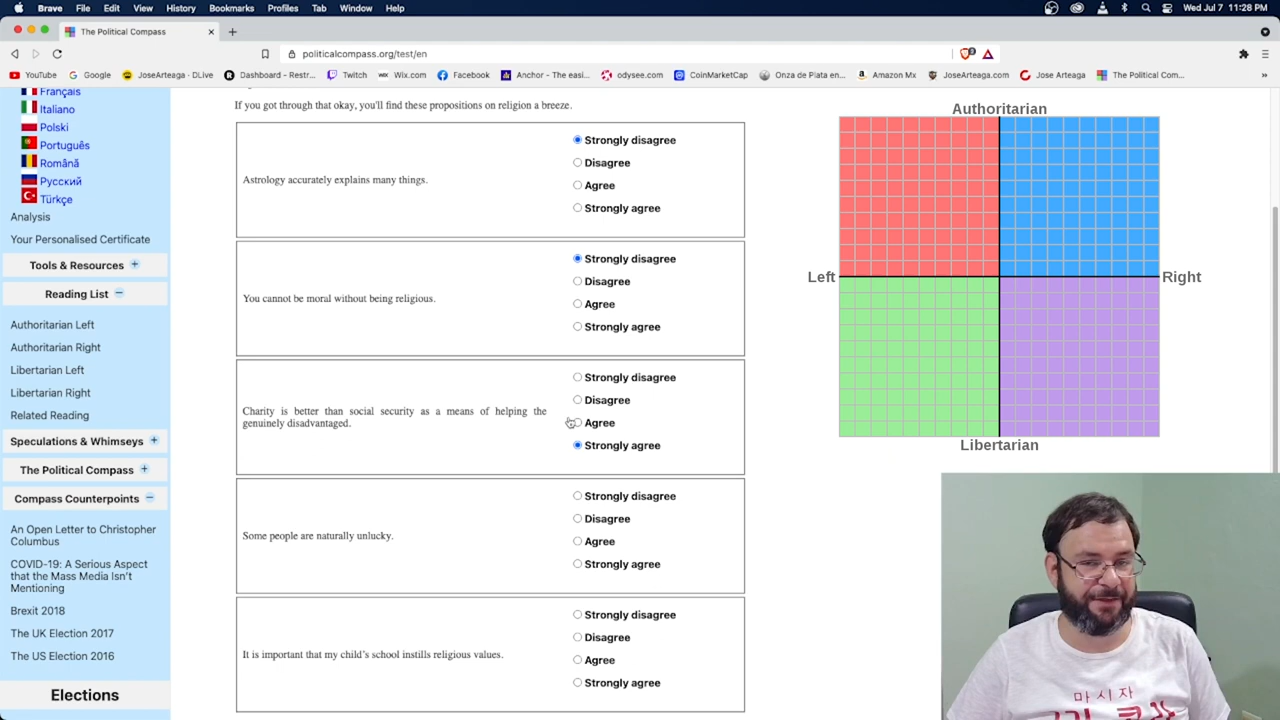 Brave File Edit View History Bookmarks Profiles Tab Window Help
Wed Jul 7 11:28 PM
The Political Compass
politicalcompass.org/test/en
YouTube Google JoseArteaga - DLive Dashboard - Restr... Twitch Wix.com Facebook Anchor - The easi... odysee.com CoinMarketCap Onza de Plata en... Amazon Mx JoseArteaga.com Jose Arteaga The Political Com...
Français
Italiano
Polski
Português
Română
Русский
Türkçe
Analysis
Your Personalised Certificate
Tools & Resources
Reading List
Authoritarian Left
Authoritarian Right
Libertarian Left
Libertarian Right
Related Reading
Speculations & Whimseys
The Political Compass
Compass Counterpoints
An Open Letter to Christopher
Columbus
COVID-19: A Serious Aspect
that the Mass Media Isn't
Mentioning
Brexit 2018
The UK Election 2017
The US Election 2016
Elections
If you got through that okay, you'll find these propositions on religion a breeze.
Astrology accurately explains many things.
Strongly disagree
Disagree
Agree
Strongly agree
You cannot be moral without being religious.
Strongly disagree
Disagree
Agree
Strongly agree
Charity is better than social security as a means of helping the
genuinely disadvantaged.
Strongly disagree
Disagree
Agree
Strongly agree
Some people are naturally unlucky.
Strongly disagree
Disagree
Agree
Strongly agree
It is important that my child's school instills religious values.
Strongly disagree
Disagree
Agree
Strongly agree
Authoritarian
Left
Right
Libertarian
마시자